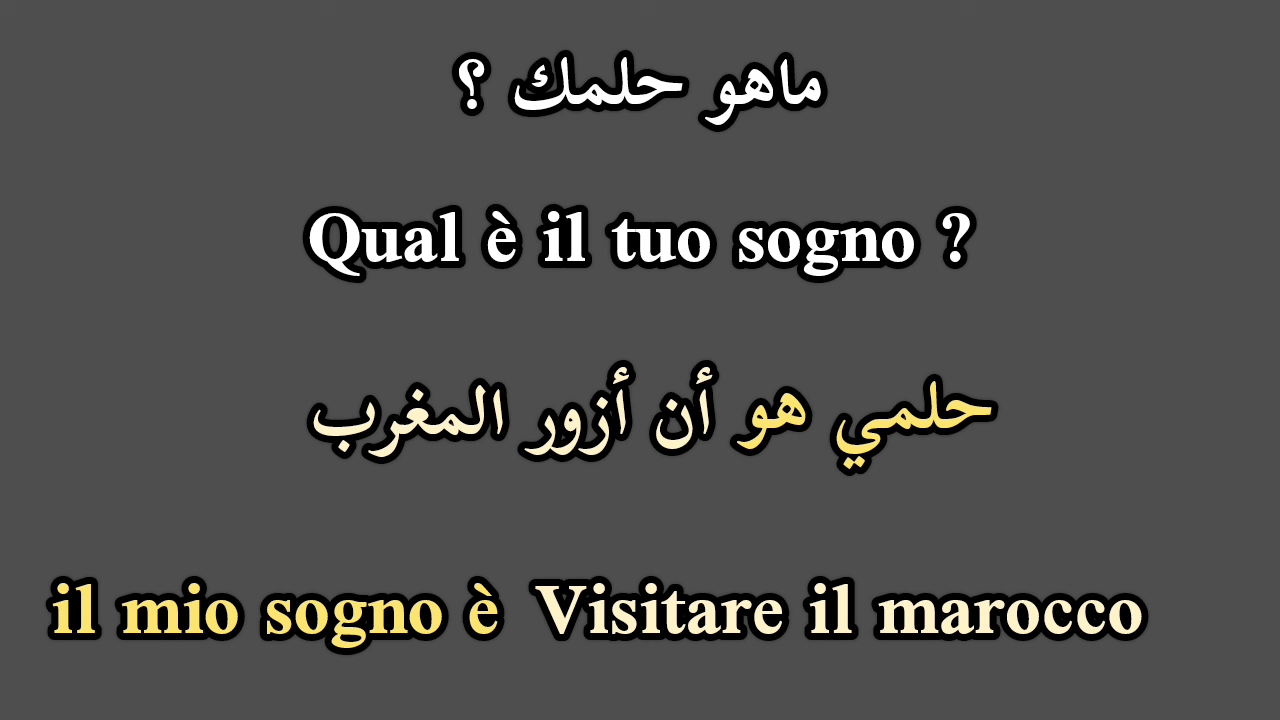 ماهو حلمك ؟
Qual è il tuo sogno ?
حلمي هو أن أزور المغرب
il mio sogno è Visitare il marocco